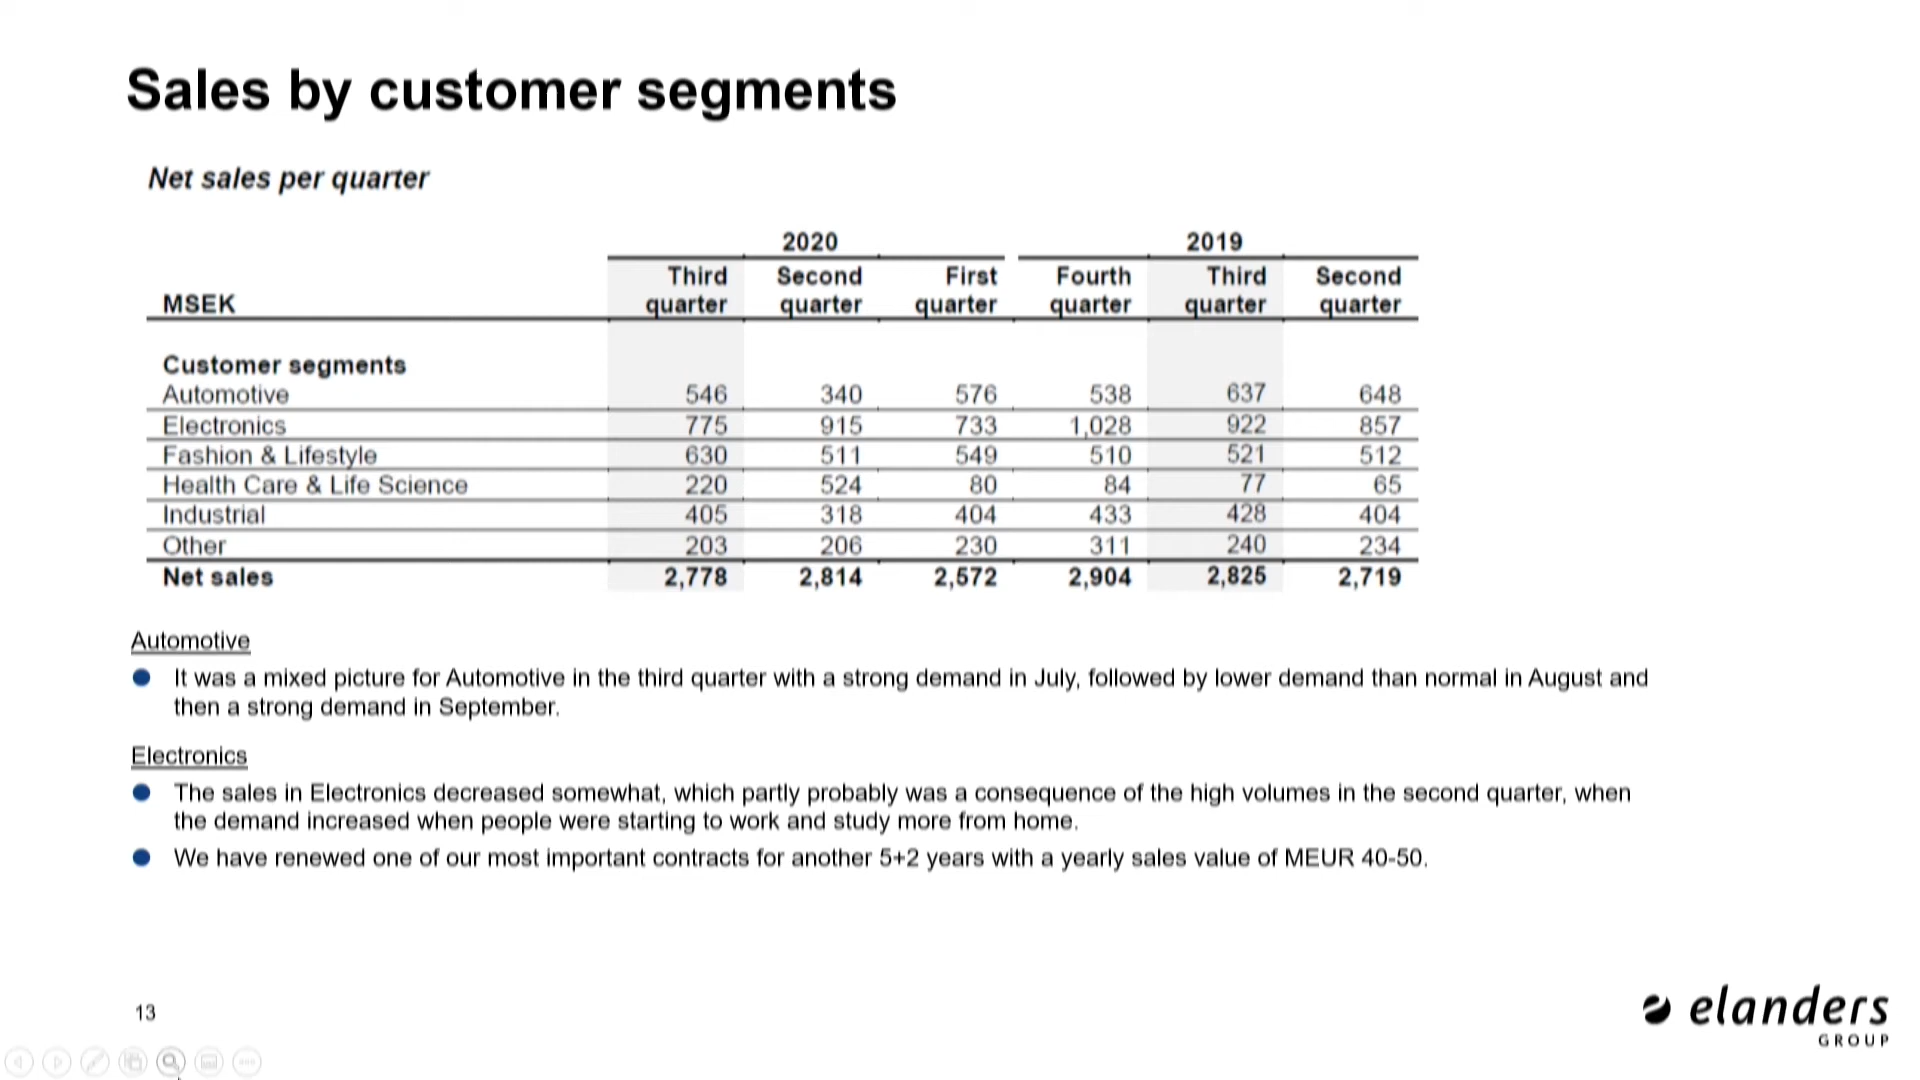 Sales by customer segments
Net sales per quarter
2020 2019
Third Second First Fourth Third Second
MSEK quarter quarter quarter quarter quarter quarter
Customer segments
Automotive 546 340 576 538 637 648
Electronics 775 915 733 1,028 922 857
Fashion & Lifestyle 630 511 549 510 521 512
Health Care & Life Science 220 524 80 84 77 65
Industrial 405 318 404 433 428 404
Other 203 206 230 311 240 234
Net sales 2,778 2,814 2,572 2,904 2,825 2,719
Automotive
It was a mixed picture for Automotive in the third quarter with a strong demand in July, followed by lower demand than normal in August and
then a strong demand in September.
Electronics
The sales in Electronics decreased somewhat, which partly probably was a consequence of the high volumes in the second quarter, when
the demand increased when people were starting to work and study more from home.
We have renewed one of our most important contracts for another 5+2 years with a yearly sales value of MEUR 40-50.
13
elanders
GROUP